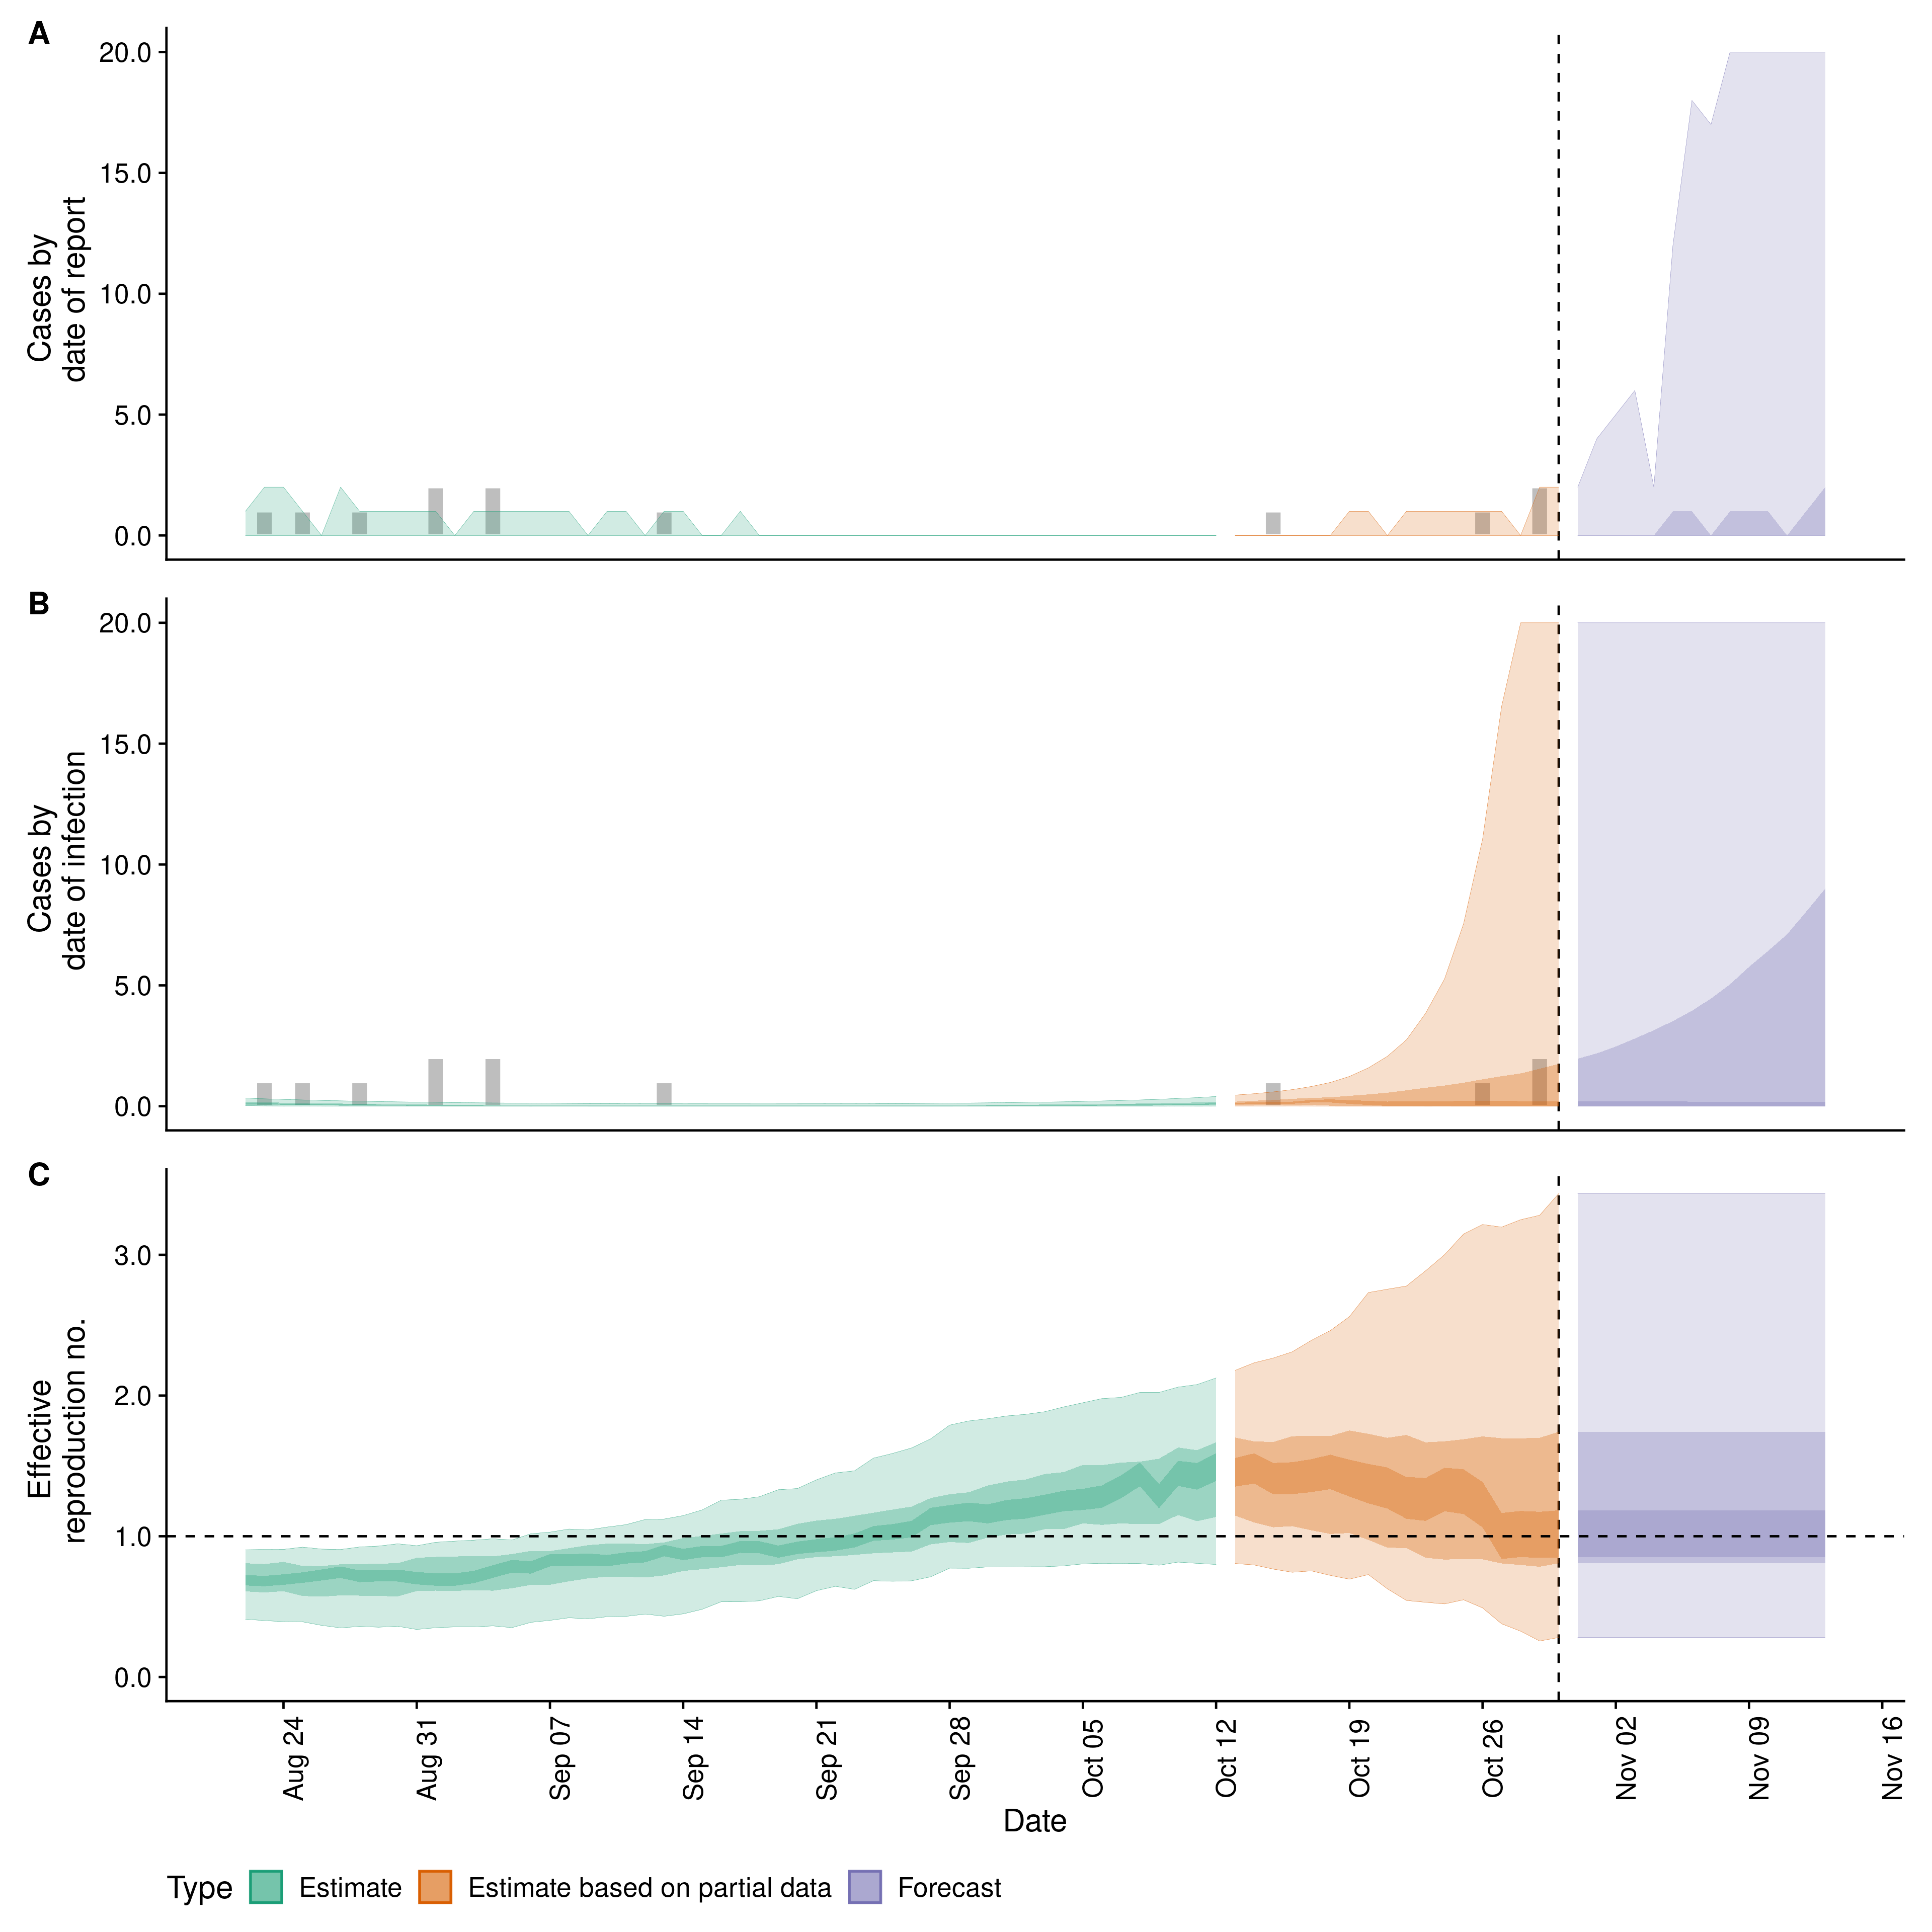 A
20.0
15.0
10.0
5.0
0.0
Cases by
date of report
B
20.0
15.0
10.0
5.0
0.0
Cases by
date of infection
C
3.0
2.0
1.0
0.0
Effective
reproduction no.
Aug 24
Aug 31
Sep 07
Sep 14
Sep 21
Sep 28
Oct 05
Oct 12
Oct 19
Oct 26
Nov 02
Nov 09
Nov 16
Date
Type Estimate Estimate based on partial data Forecast